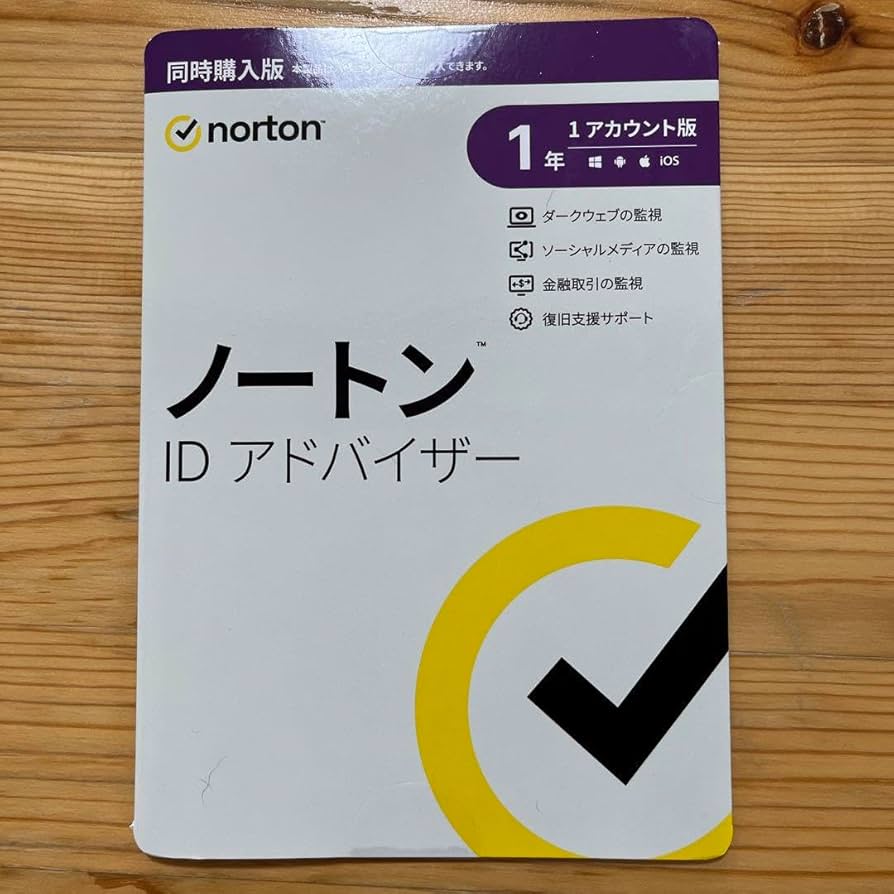 同時購入版
norton
1年
1 アカウント版
iOS
ダークウェブの監視
ソーシャルメディアの監視
金融取引の監視
復旧支援サポート
ノートン™
ID アドバイザー